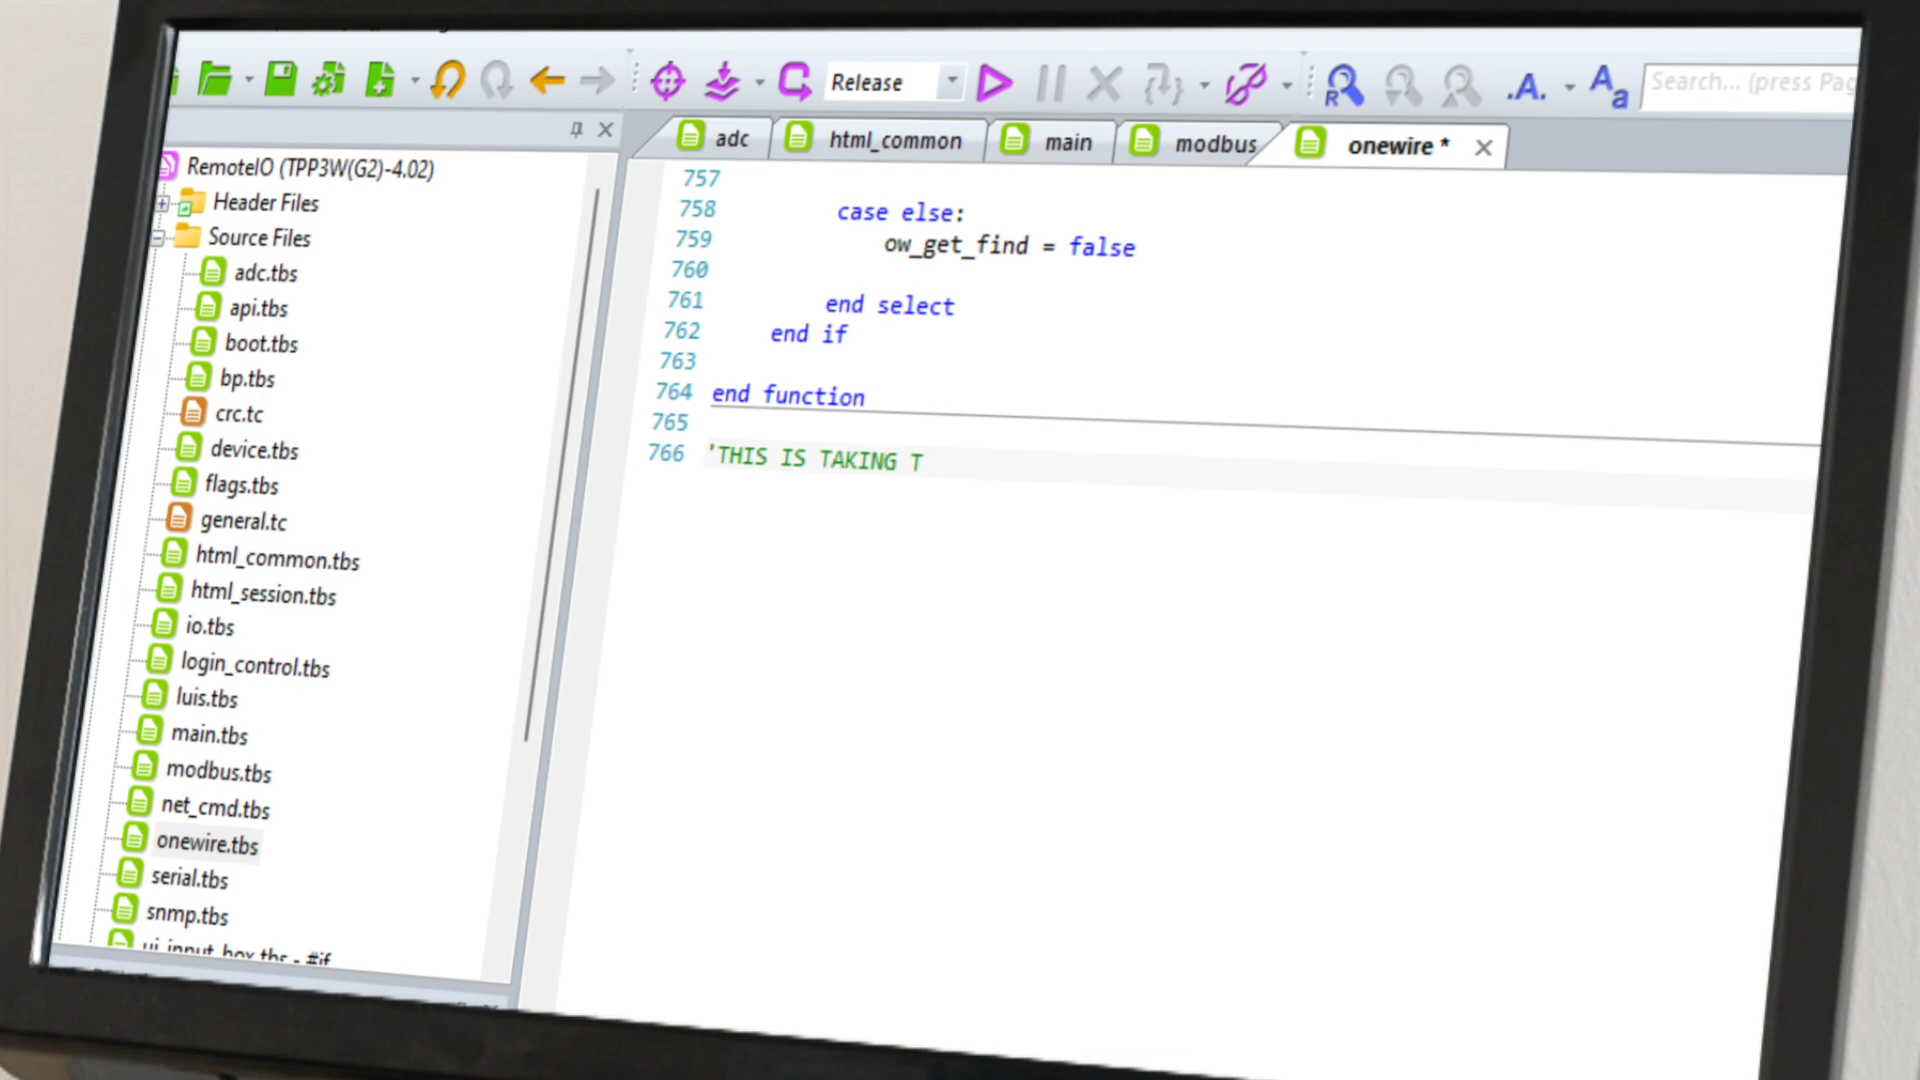 Release
Search... (press Pag
adc
html_common
main
modbus
onewire *
RemoteIO (TPP3W(G2)-4.02)
Header Files
Source Files
adc.tbs
api.tbs
boot.tbs
bp.tbs
crc.tc
device.tbs
flags.tbs
general.tc
html_common.tbs
html_session.tbs
io.tbs
login_control.tbs
luis.tbs
main.tbs
modbus.tbs
net_cmd.tbs
onewire.tbs
serial.tbs
snmp.tbs
ui_input_box.tbs - #if
757
758 case else:
759 ow_get_find = false
760
761 end select
762 end if
763
764 end function
765
766 'THIS IS TAKING T